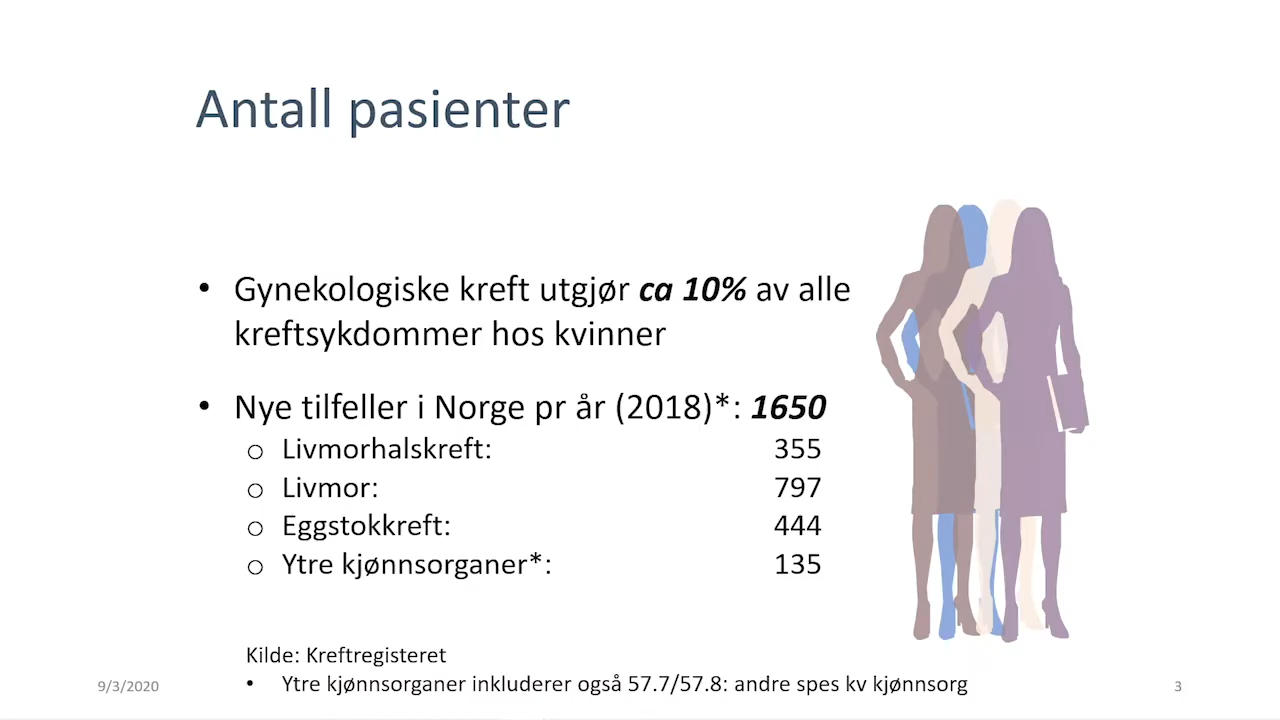 Antall pasienter
• Gynekologiske kreft utgjør ca 10% av alle
kreftsykdommer hos kvinner
• Nye tilfeller i Norge pr år (2018)*: 1650
o Livmorhalskreft: 355
o Livmor: 797
o Eggstokkreft: 444
o Ytre kjønnsorganer*: 135
Kilde: Kreftregisteret
• Ytre kjønnsorganer inkluderer også 57.7/57.8: andre spes kv kjønnsorg
9/3/2020
3